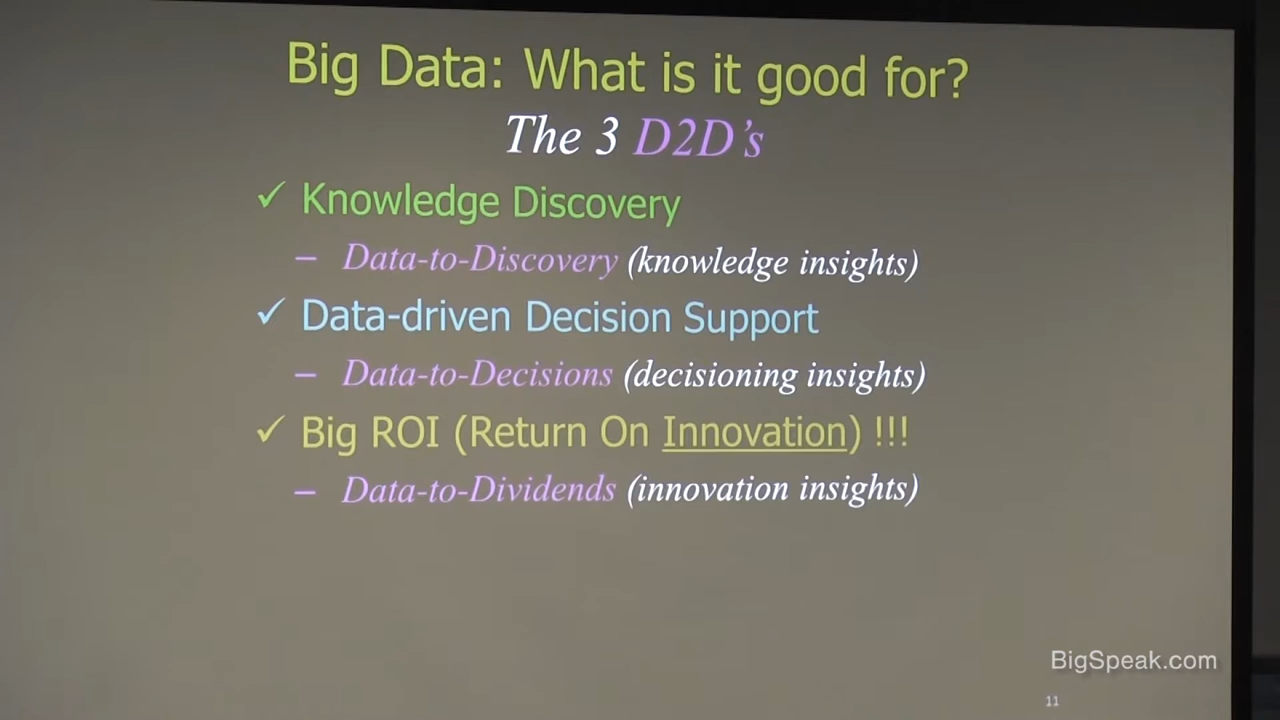 Big Data: What is it good for?
The 3 D2D's
✓ Knowledge Discovery
– Data-to-Discovery (knowledge insights)
✓ Data-driven Decision Support
– Data-to-Decisions (decisioning insights)
✓ Big ROI (Return On Innovation) !!!
– Data-to-Dividends (innovation insights)
BigSpeak.com
11